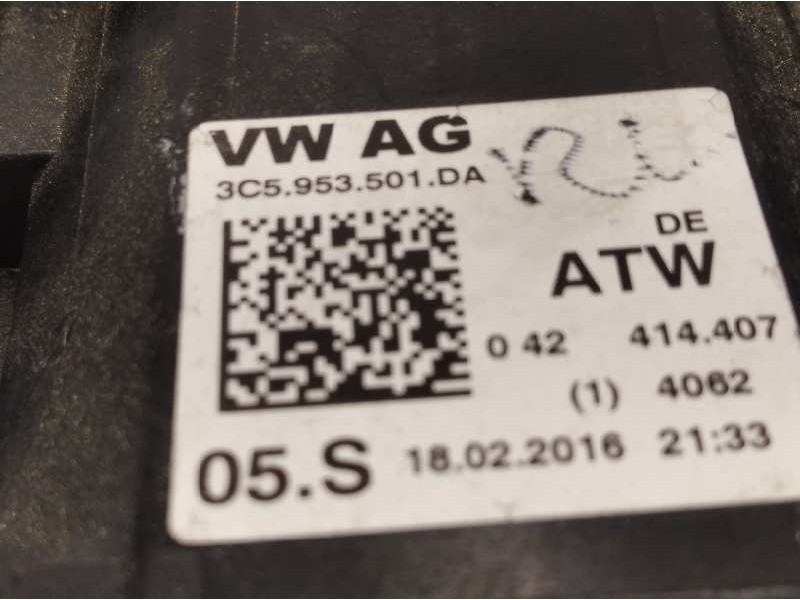 VW AG
3C5.953.501.DA
DE
ATW
0 42 414.407
(1) 4062
05.S 18.02.2016 21:33